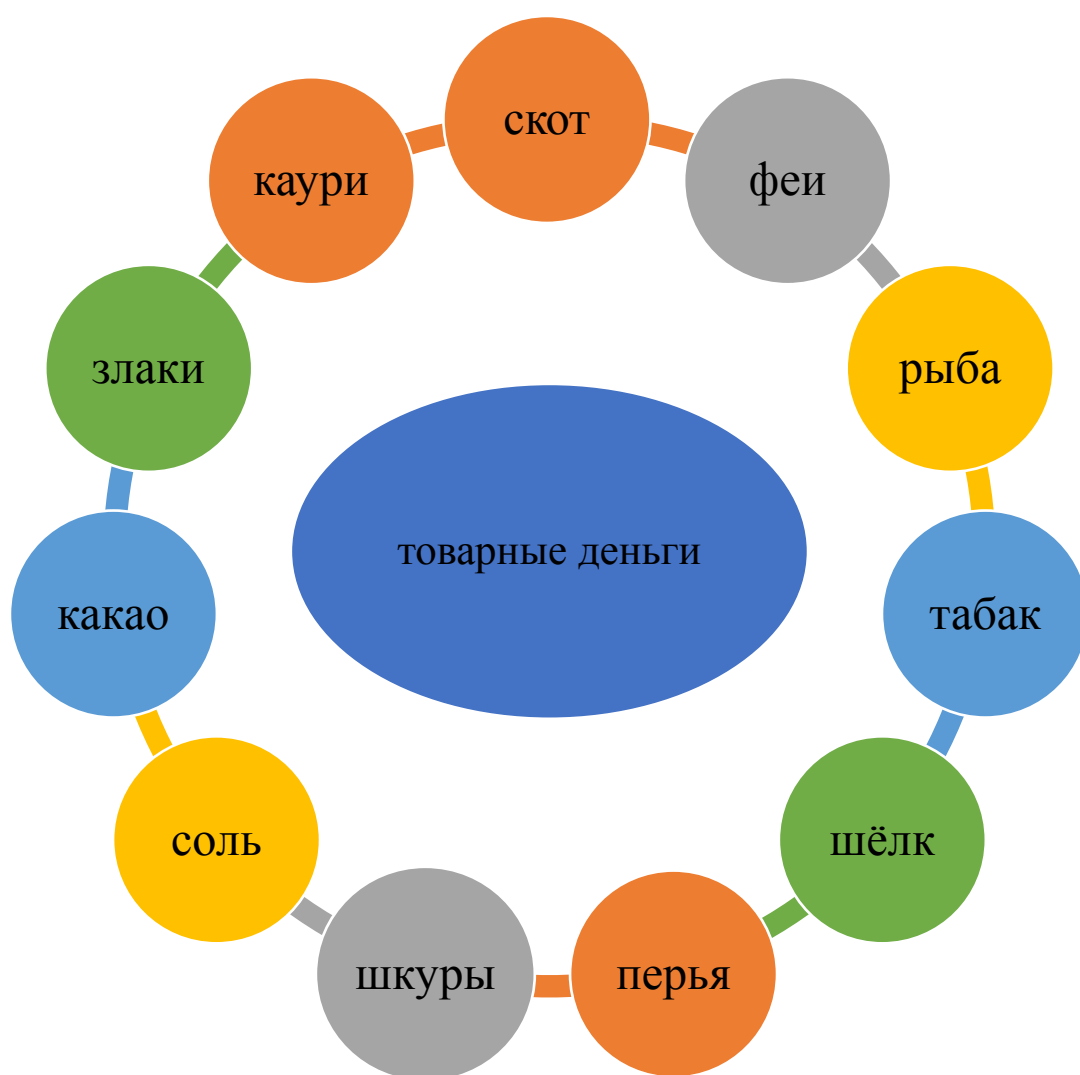 скот
феи
рыба
табак
шёлк
перья
шкуры
соль
какао
злаки
каури
товарные деньги